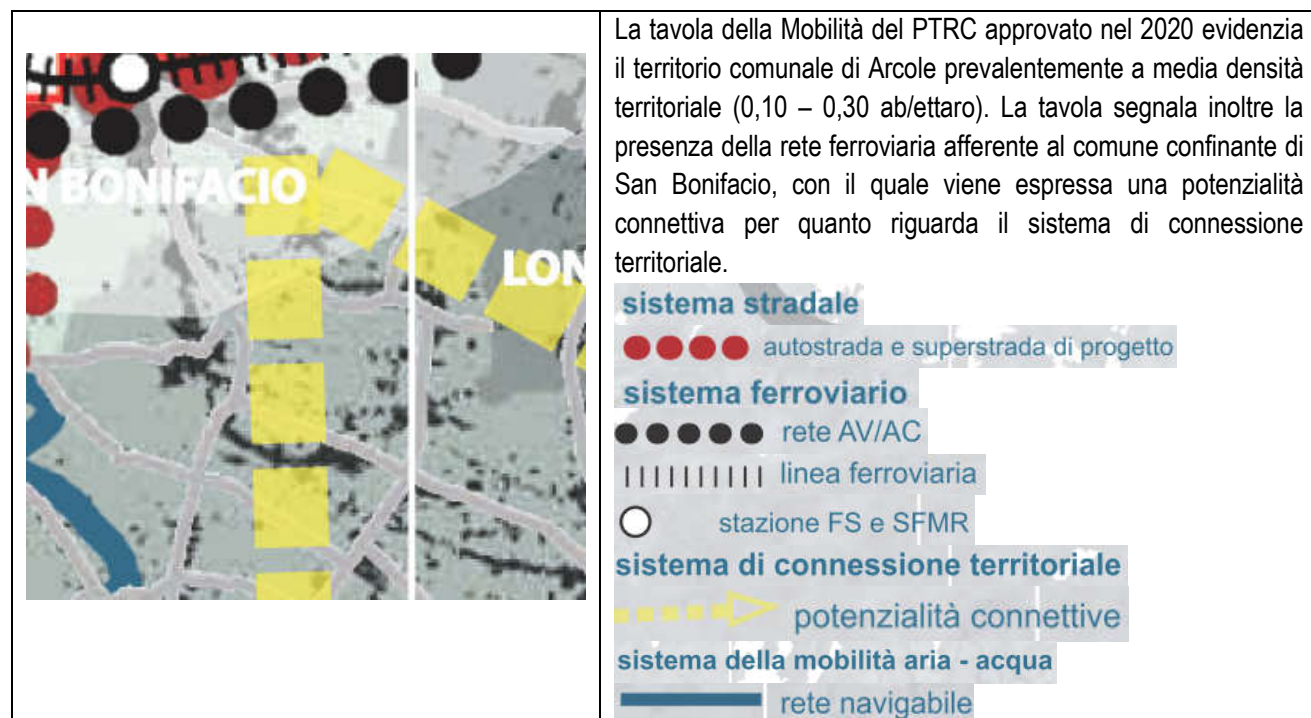 N BONIFACIO
LON
La tavola della Mobilità del PTRC approvato nel 2020 evidenzia
il territorio comunale di Arcole prevalentemente a media densità
territoriale (0,10 – 0,30 ab/ettaro). La tavola segnala inoltre la
presenza della rete ferroviaria afferente al comune confinante di
San Bonifacio, con il quale viene espressa una potenzialità
connettiva per quanto riguarda il sistema di connessione
territoriale.
sistema stradale
autostrada e superstrada di progetto
sistema ferroviario
rete AV/AC
linea ferroviaria
stazione FS e SFMR
sistema di connessione territoriale
potenzialità connettive
sistema della mobilità aria - acqua
rete navigabile